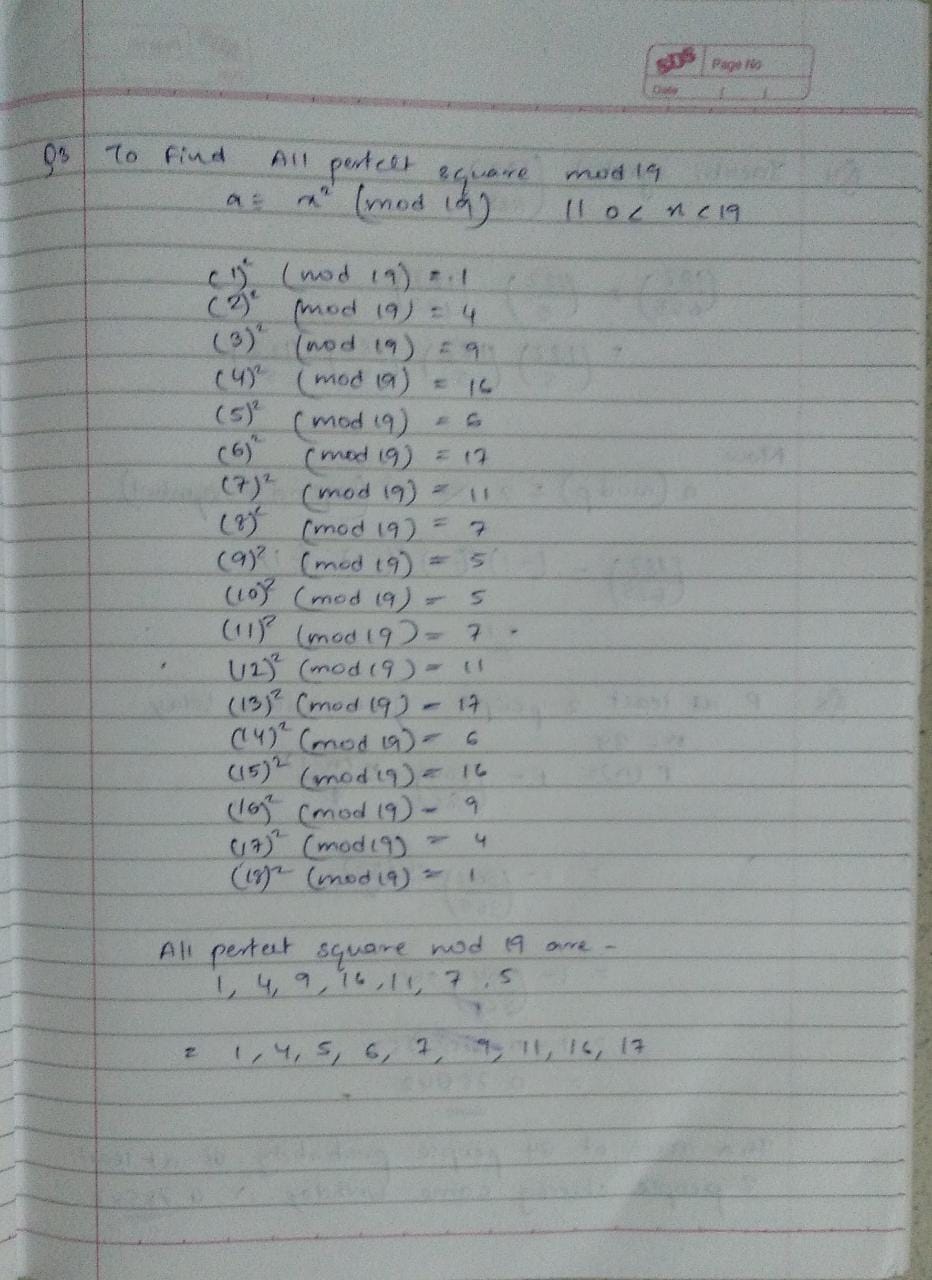 SDS Page No
Date / /
Q3 To Find All perfect square mod 19
a ≡ x² (mod 19) || 0 < x < 19
(1)² (mod 19) = 1
(2)² (mod 19) = 4
(3)² (mod 19) = 9
(4)² (mod 19) = 16
(5)² (mod 19) = 6
(6)² (mod 19) = 17
(7)² (mod 19) = 11
(8)² (mod 19) = 7
(9)² (mod 19) = 5
(10)² (mod 19) = 5
(11)² (mod 19) = 7
(12)² (mod 19) = 11
(13)² (mod 19) = 17
(14)² (mod 19) = 6
(15)² (mod 19) = 16
(16)² (mod 19) = 9
(17)² (mod 19) = 4
(18)² (mod 19) = 1
All perfect square mod 19 are -
1, 4, 9, 16, 11, 7, 5
= 1, 4, 5, 6, 7, 9, 11, 16, 17